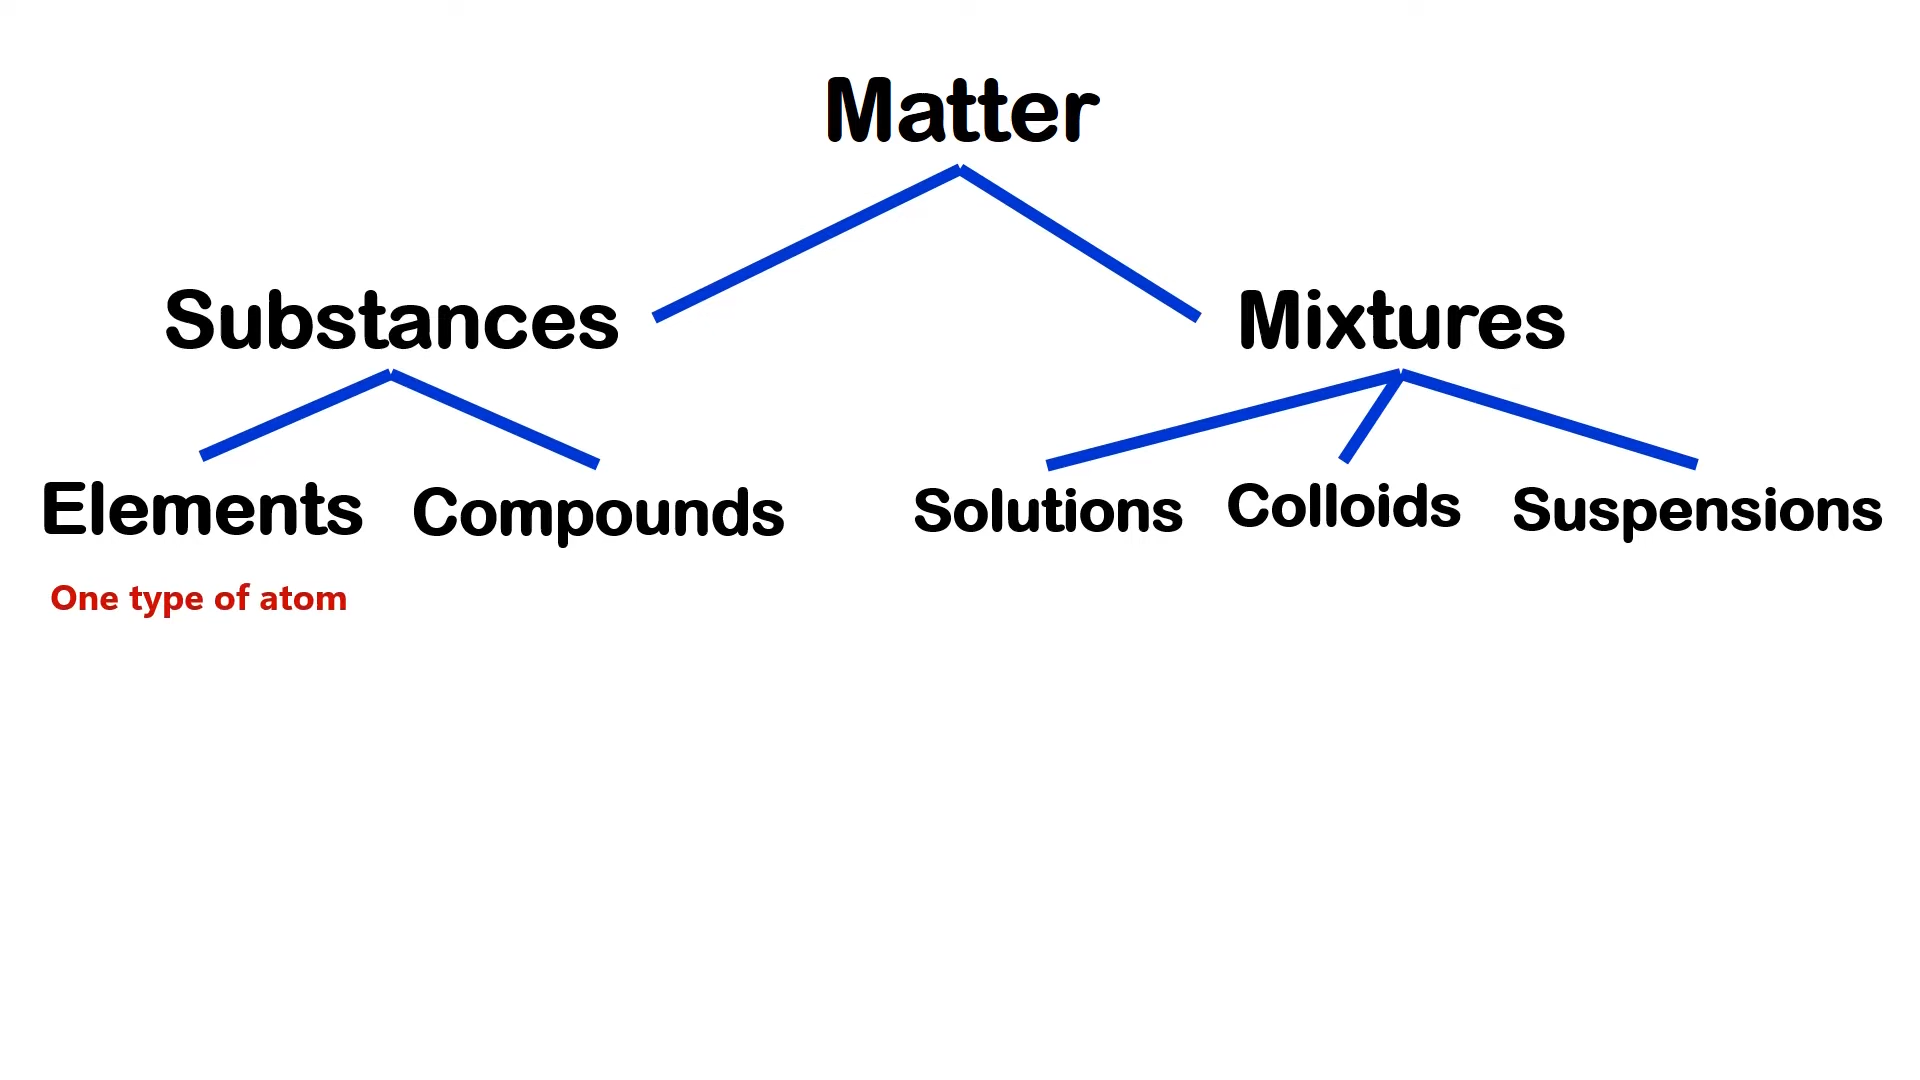 Matter
Substances
Mixtures
Elements
Compounds
Solutions
Colloids
Suspensions
One type of atom